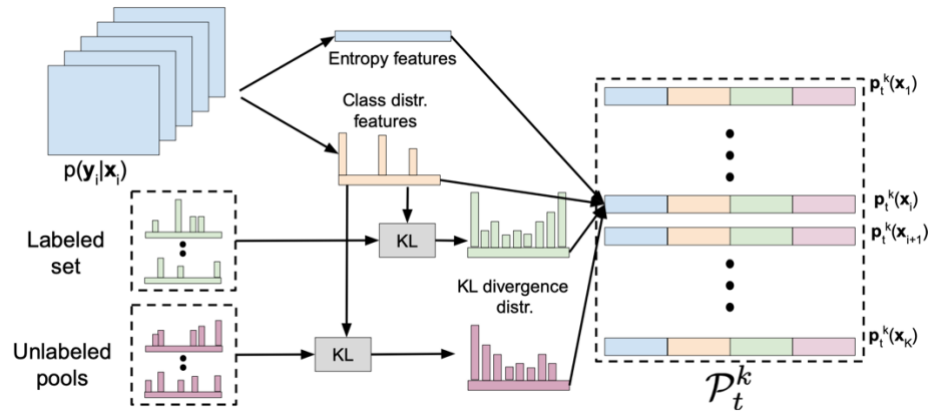 Entropy features
Class distr.
features
p(y_i|x_i)
Labeled
set
KL
KL divergence
distr.
Unlabeled
pools
KL
p_t^k(x_1)
p_t^k(x_i)
p_t^k(x_{i+1})
p_t^k(x_K)
𝒫_t^k